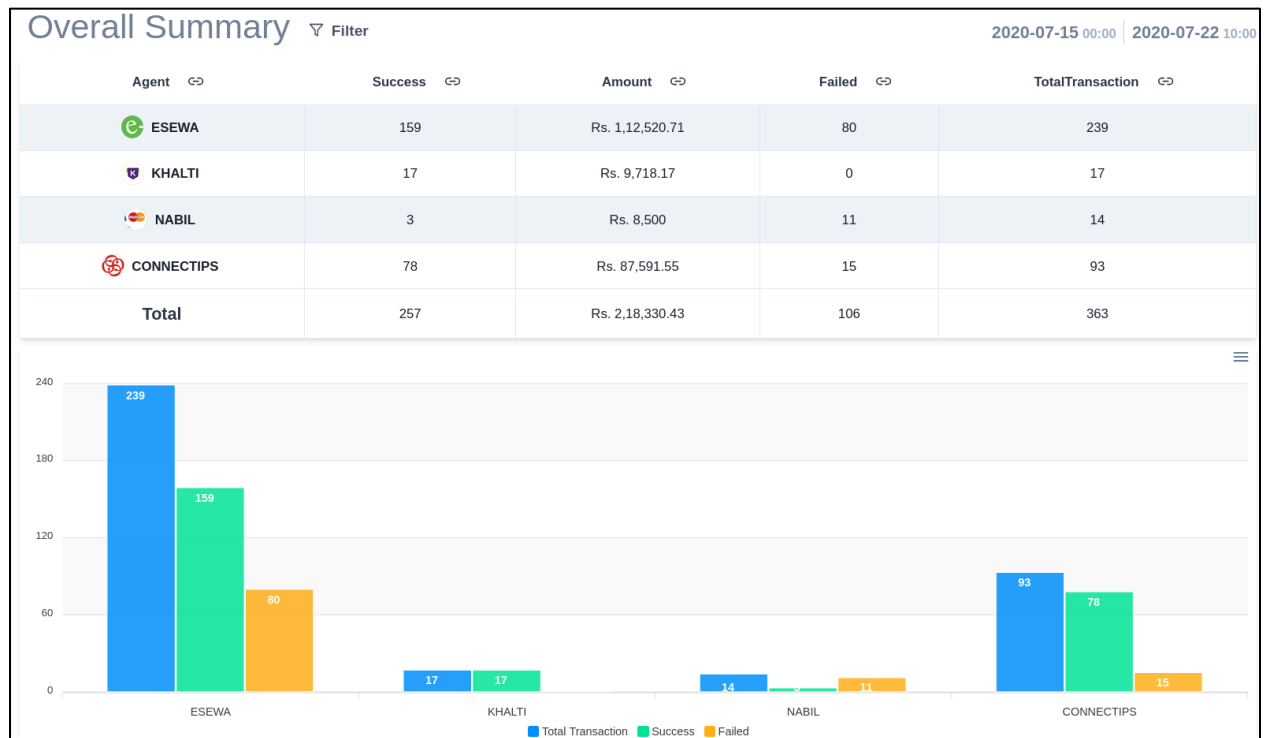 Overall Summary Filter 2020-07-15 00:00 2020-07-22 10:00
Agent Success Amount Failed TotalTransaction
ESEWA 159 Rs. 1,12,520.71 80 239
KHALTI 17 Rs. 9,718.17 0 17
NABIL 3 Rs. 8,500 11 14
CONNECTIPS 78 Rs. 87,591.55 15 93
Total 257 Rs. 2,18,330.43 106 363
240
239
180
159
120
93
80
78
60
17 17 14 3 11 15
0
ESEWA KHALTI NABIL CONNECTIPS
Total Transaction Success Failed